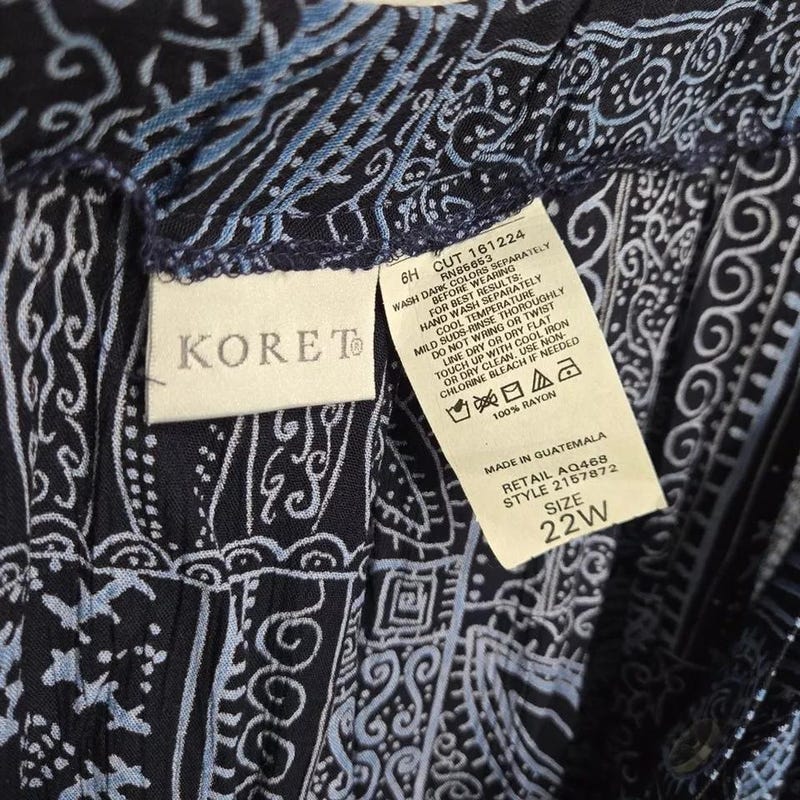 KORET®
6H CUT 161224
RN85653
WASH DARK COLORS SEPARATELY
BEFORE WEARING
FOR BEST RESULTS:
HAND WASH SEPARATELY
COOL TEMPERATURE
MILD SUDS-RINSE THOROUGHLY
DO NOT WRING OR TWIST
LINE DRY OR DRY FLAT
TOUCH UP WITH COOL IRON
OR DRY CLEAN. USE NON-
CHLORINE BLEACH IF NEEDED
100% RAYON
MADE IN GUATEMALA
RETAIL AQ468
STYLE 2157872
SIZE
22W